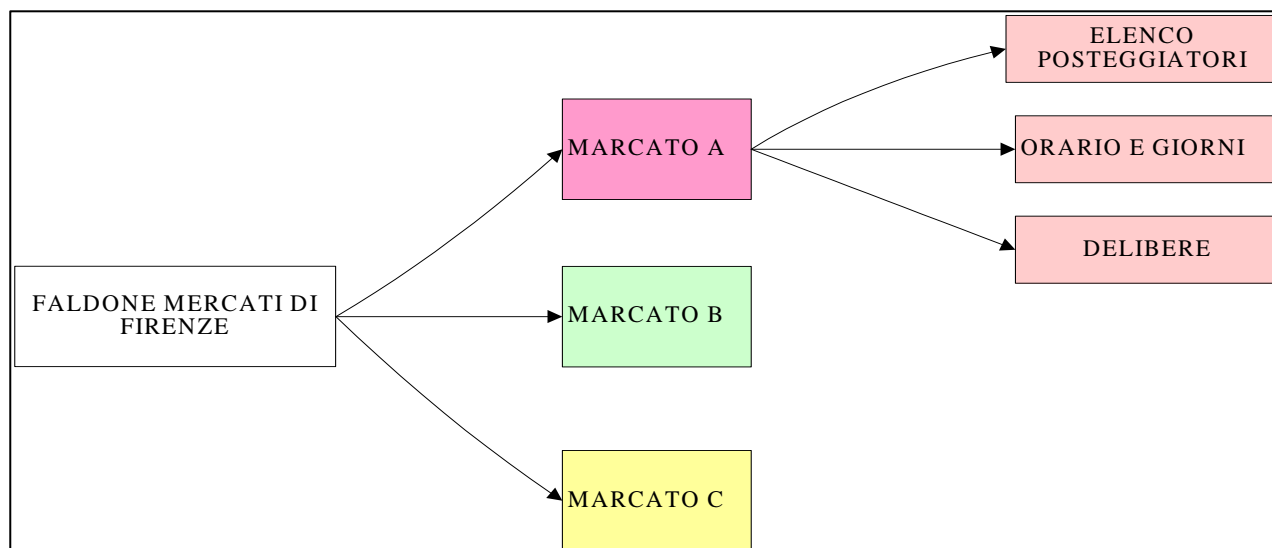 ELENCO
POSTEGGIATORI
MARCATO A
ORARIO E GIORNI
DELIBERE
FALDONE MERCATI DI
FIRENZE
MARCATO B
MARCATO C